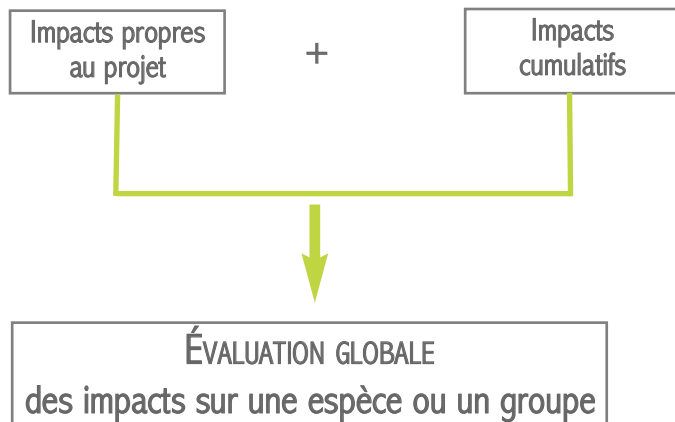 Impacts propres
au projet
+
Impacts
cumulatifs
ÉVALUATION GLOBALE
des impacts sur une espèce ou un groupe